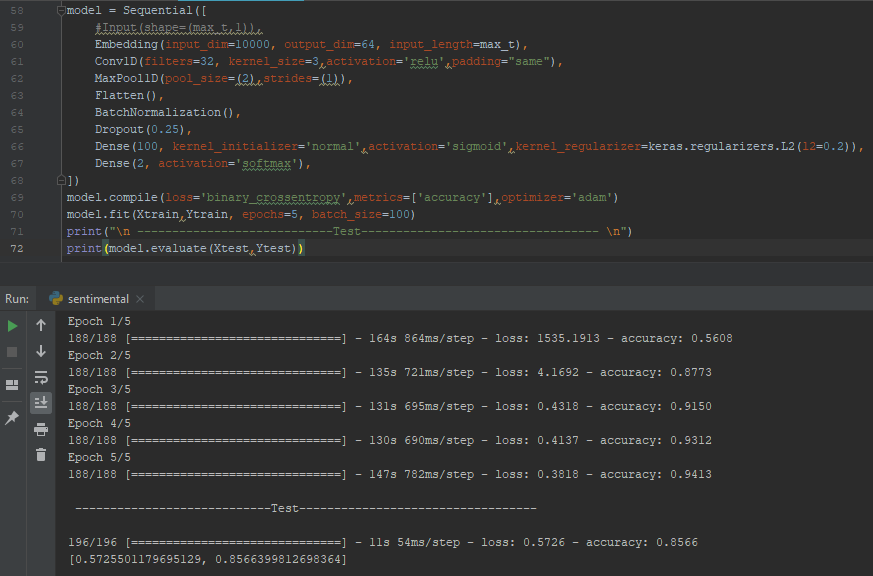 58 model = Sequential([
59 #Input(shape=(max_t,1)),
60 Embedding(input_dim=10000, output_dim=64, input_length=max_t),
61 Conv1D(filters=32, kernel_size=3,activation='relu',padding="same"),
62 MaxPool1D(pool_size=(2),strides=(1)),
63 Flatten(),
64 BatchNormalization(),
65 Dropout(0.25),
66 Dense(100, kernel_initializer='normal',activation='sigmoid',kernel_regularizer=keras.regularizers.L2(l2=0.2)),
67 Dense(2, activation='softmax'),
68 ])
69 model.compile(loss='binary_crossentropy',metrics=['accuracy'],optimizer='adam')
70 model.fit(Xtrain,Ytrain, epochs=5, batch_size=100)
71 print("\n ----------------------------Test---------------------------------- \n")
72 print(model.evaluate(Xtest,Ytest))
Run: sentimental
Epoch 1/5
188/188 [==============================] - 164s 864ms/step - loss: 1535.1913 - accuracy: 0.5608
Epoch 2/5
188/188 [==============================] - 135s 721ms/step - loss: 4.1692 - accuracy: 0.8773
Epoch 3/5
188/188 [==============================] - 131s 695ms/step - loss: 0.4318 - accuracy: 0.9150
Epoch 4/5
188/188 [==============================] - 130s 690ms/step - loss: 0.4137 - accuracy: 0.9312
Epoch 5/5
188/188 [==============================] - 147s 782ms/step - loss: 0.3818 - accuracy: 0.9413
----------------------------Test----------------------------------
196/196 [==============================] - 11s 54ms/step - loss: 0.5726 - accuracy: 0.8566
[0.5725501179695129, 0.8566399812698364]